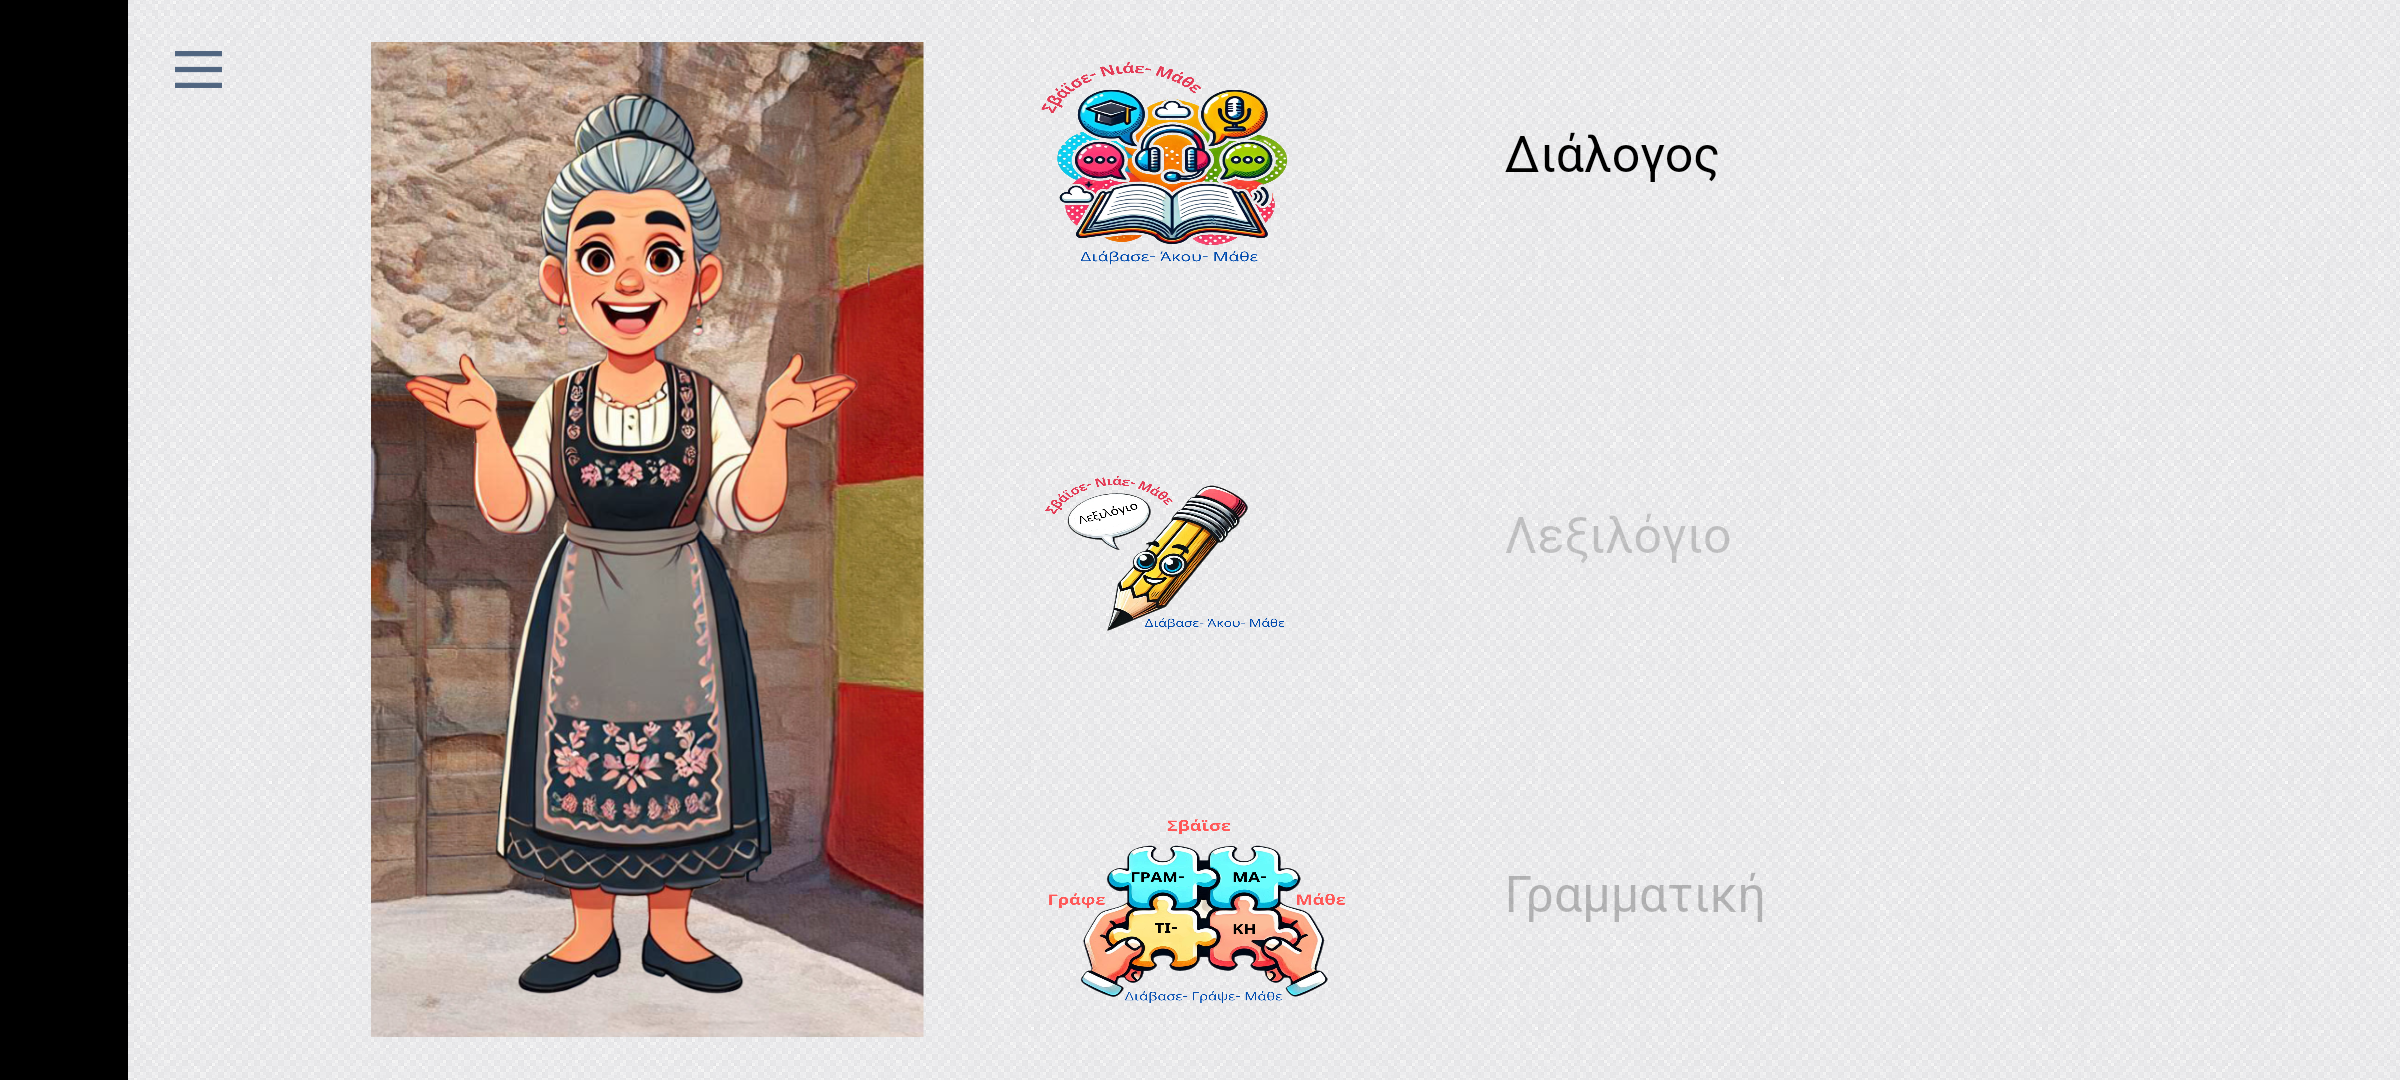 Σβάϊσε- Νιάε- Μάθε
Διάβασε- Άκου- Μάθε
Διάλογος
Σβάϊσε- Νιάε- Μάθε
Λεξιλόγιο
Διάβασε- Άκου- Μάθε
Λεξιλόγιο
Σβάϊσε
Γράφε
Μάθε
ΓΡΑΜ-
ΜΑ-
ΤΙ-
ΚΗ
Διάβασε- Γράψε- Μάθε
Γραμματική